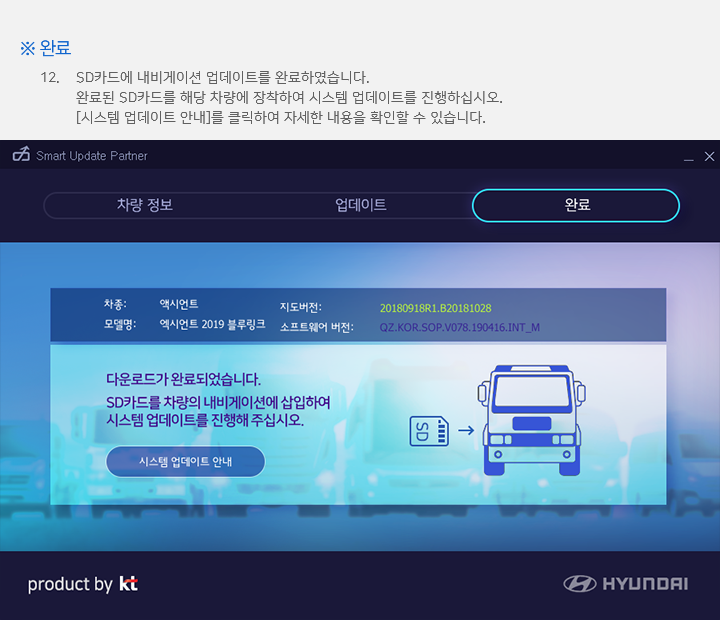 ※ 완료
12. SD카드에 내비게이션 업데이트를 완료하였습니다.
완료된 SD카드를 해당 차량에 장착하여 시스템 업데이트를 진행하십시오.
[시스템 업데이트 안내]를 클릭하여 자세한 내용을 확인할 수 있습니다.
Smart Update Partner
차량 정보 업데이트 완료
차종: 액시언트 지도버전: 20180918R1.B20181028
모델명: 엑시언트 2019 블루링크 소프트웨어 버전: QZ.KOR.SOP.V078.190416.INT_M
다운로드가 완료되었습니다.
SD카드를 차량의 내비게이션에 삽입하여
시스템 업데이트를 진행해 주십시오.
SD
시스템 업데이트 안내
product by kt HYUNDAI